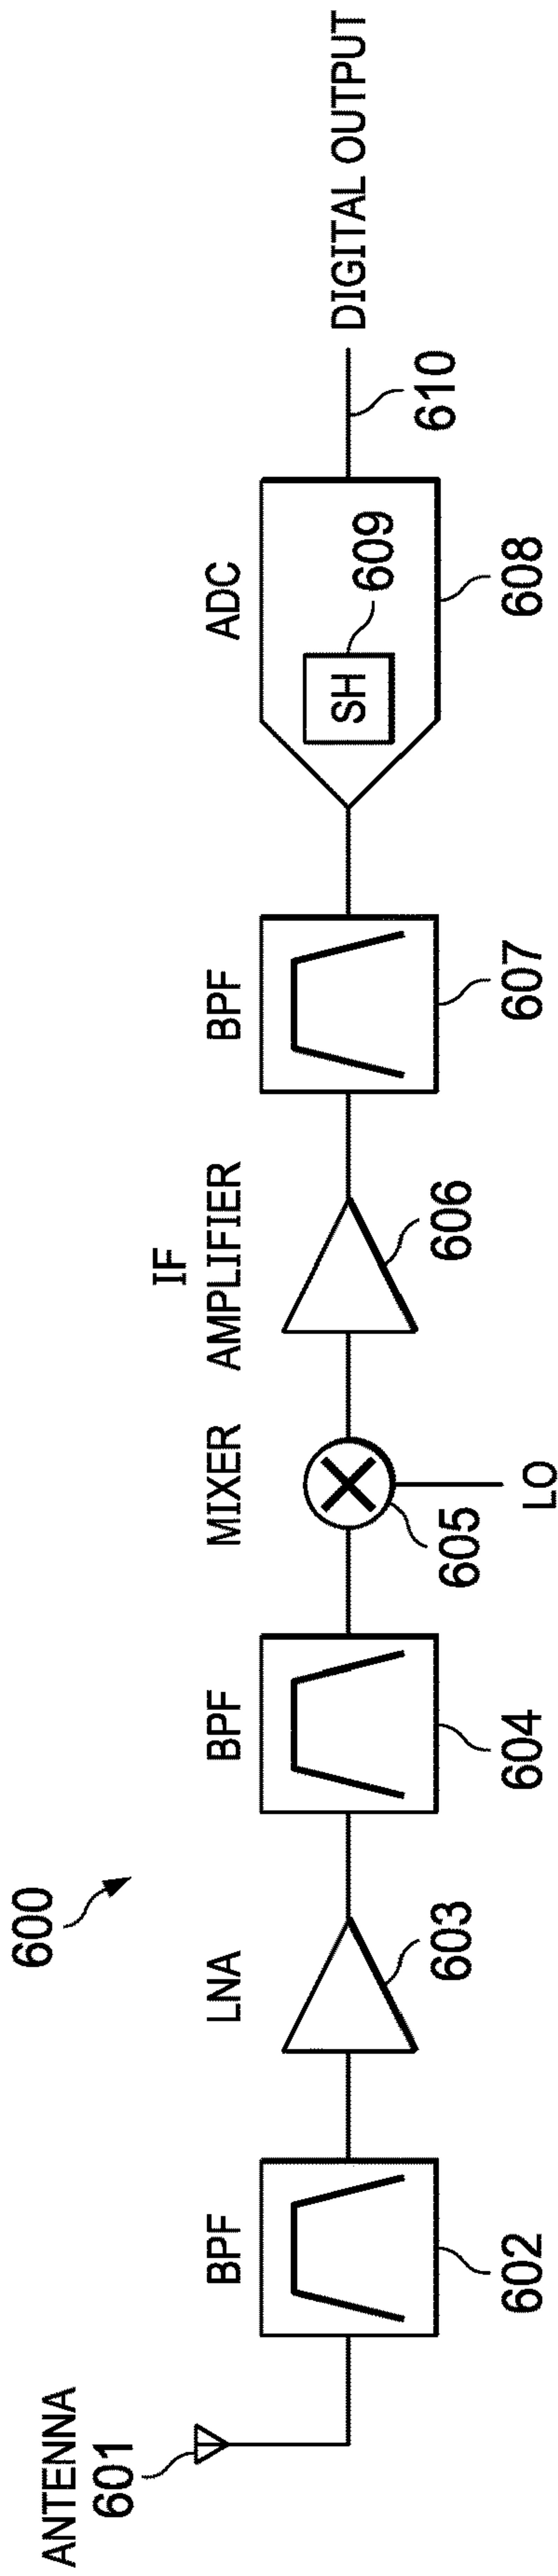 600
ANTENNA
601
BPF
602
LNA
603
BPF
604
MIXER
605
LO
IF
AMPLIFIER
606
BPF
607
ADC
SH
609
608
610
DIGITAL OUTPUT